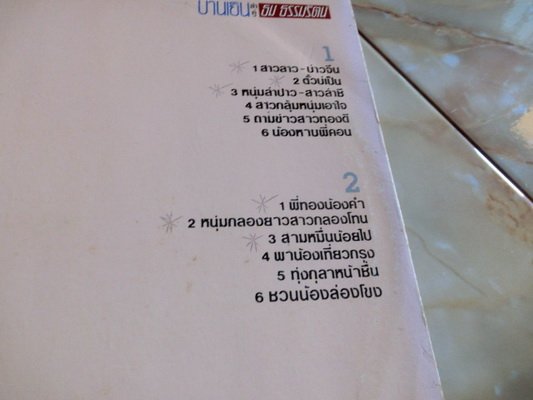 บานเย็น
1
1 สาวลาว-บ่าวจีน
2 ตั๋วน่เป็น
3 หนุ่มลำปาว-สาวลำชี
4 สาวกลุ้มหนุ่มเอาใจ
5 ถามข่าวสาวทองดี
6 น้องหาบพี่คอน
2
1 พี่ทองน้องคำ
2 หนุ่มกลองยาวสาวกลองโทน
3 สามหมื่นน้อยไป
4 พาน้องเที่ยวกรุง
5 ทุ่งกุลาหน้าชื่น
6 ชวนน้องล่องโขง